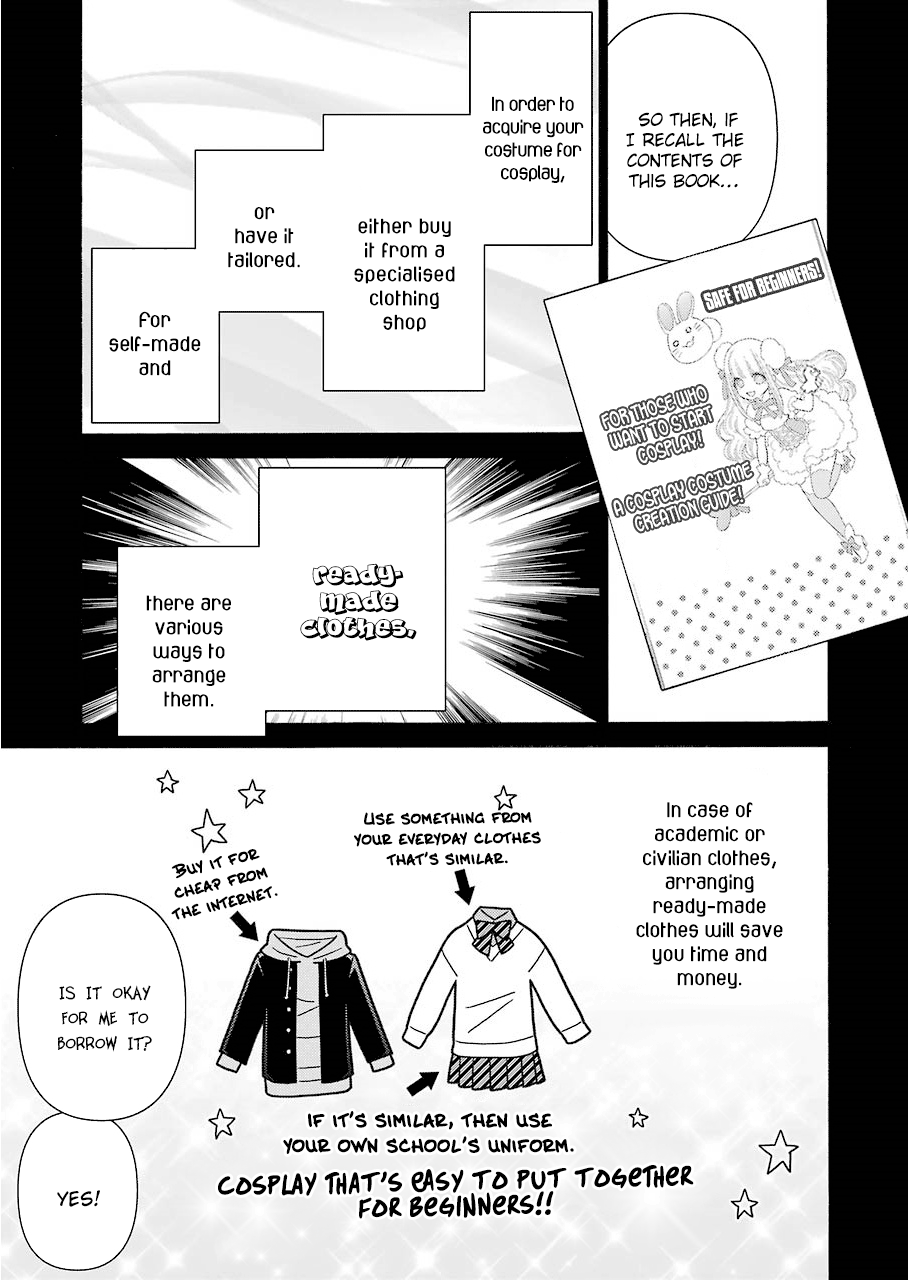 SO THEN, IF
I RECALL THE
CONTENTS OF
THIS BOOK...
SAFE FOR BEGINNERS!
FOR THOSE WHO
WANT TO START
COSPLAY!
A COSPLAY COSTUME
CREATION GUIDE!
In order to
acquire your
costume for
cosplay,
either buy
it from a
specialised
clothing
shop
or
have it
tailored.
For
self-made
and
ready-
made
clothes,
there are
various
ways to
arrange
them.
In case of
academic or
civilian clothes,
arranging
ready-made
clothes will save
you time and
money.
USE SOMETHING FROM
YOUR EVERYDAY CLOTHES
THAT'S SIMILAR.
BUY IT FOR
CHEAP FROM
THE INTERNET.
IF IT'S SIMILAR, THEN USE
YOUR OWN SCHOOL'S UNIFORM.
COSPLAY THAT'S EASY TO PUT TOGETHER
FOR BEGINNERS!!
IS IT OKAY
FOR ME TO
BORROW IT?
YES!